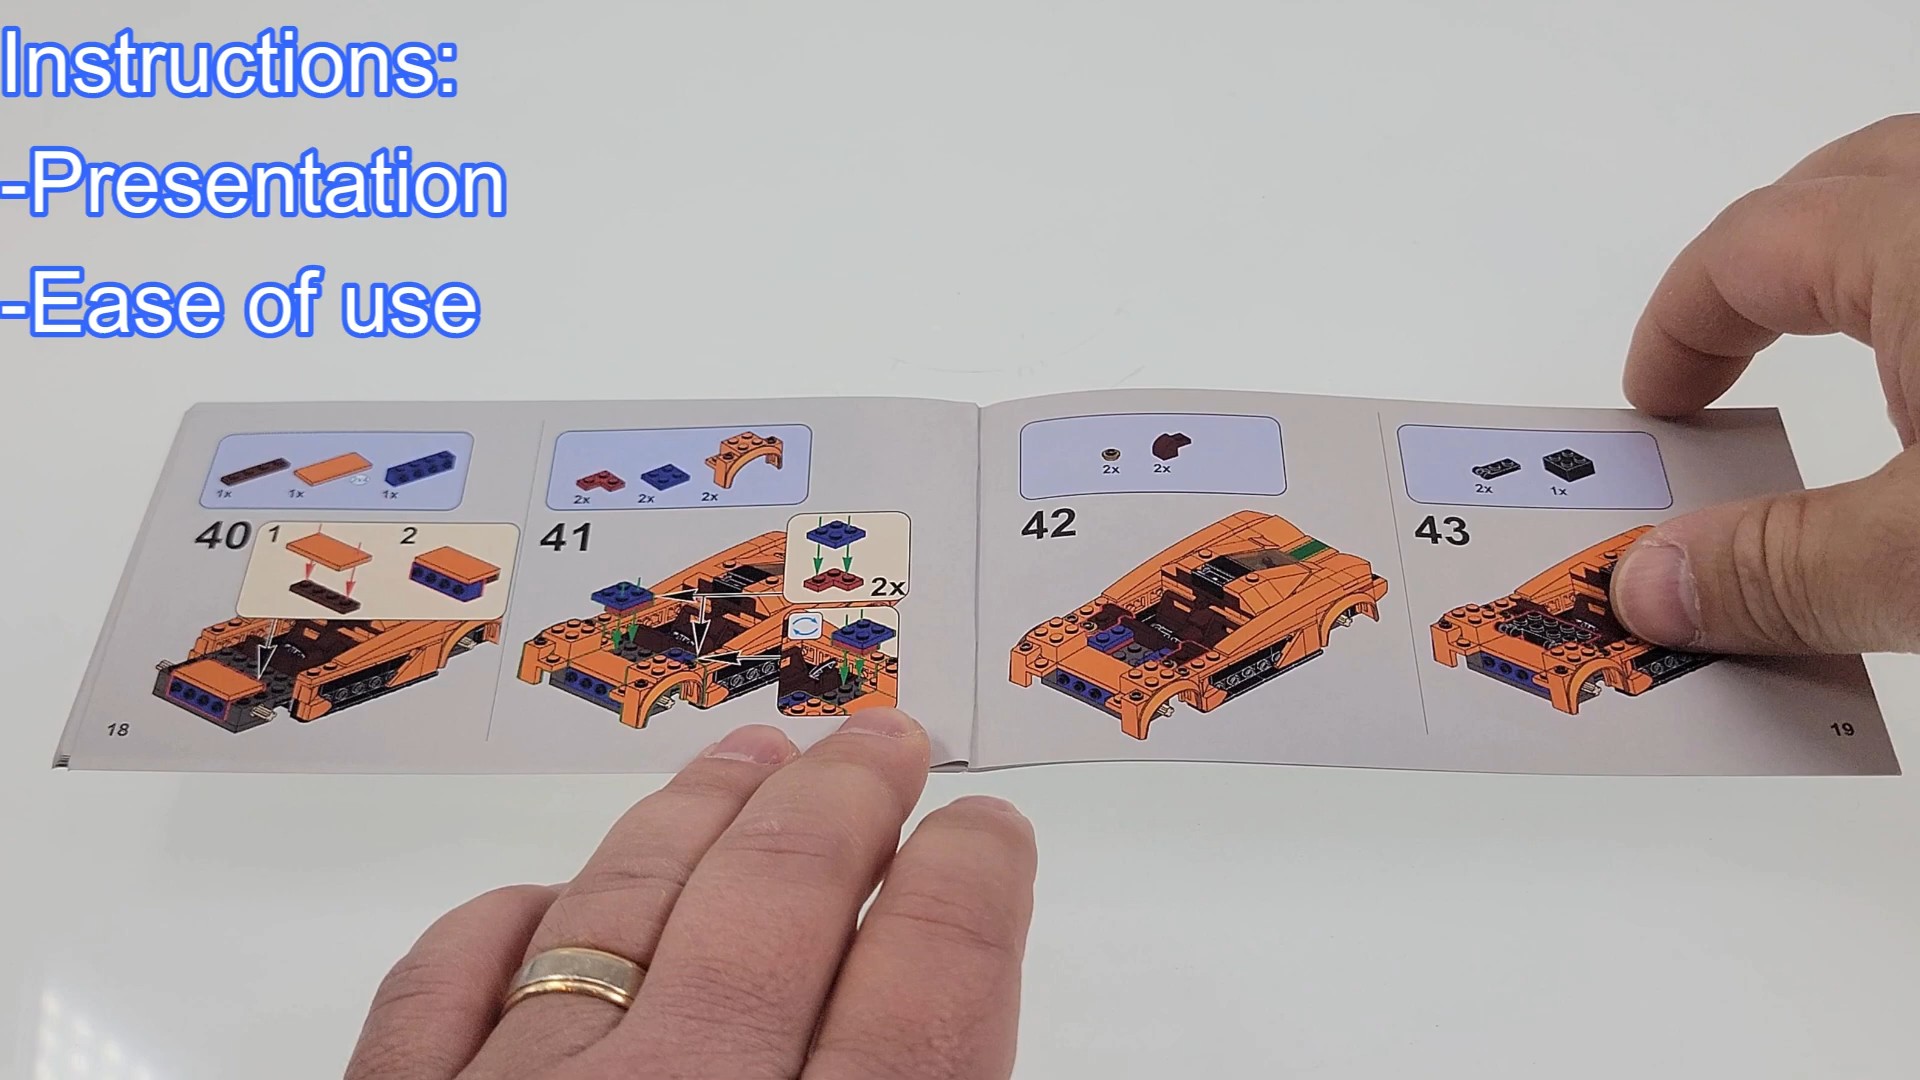 Instructions:
-Presentation
-Ease of use
1x 1x 2x4 1x
40 1 2
18
2x 2x 2x
41
2x
2x 2x
42
2x 1x
43
19